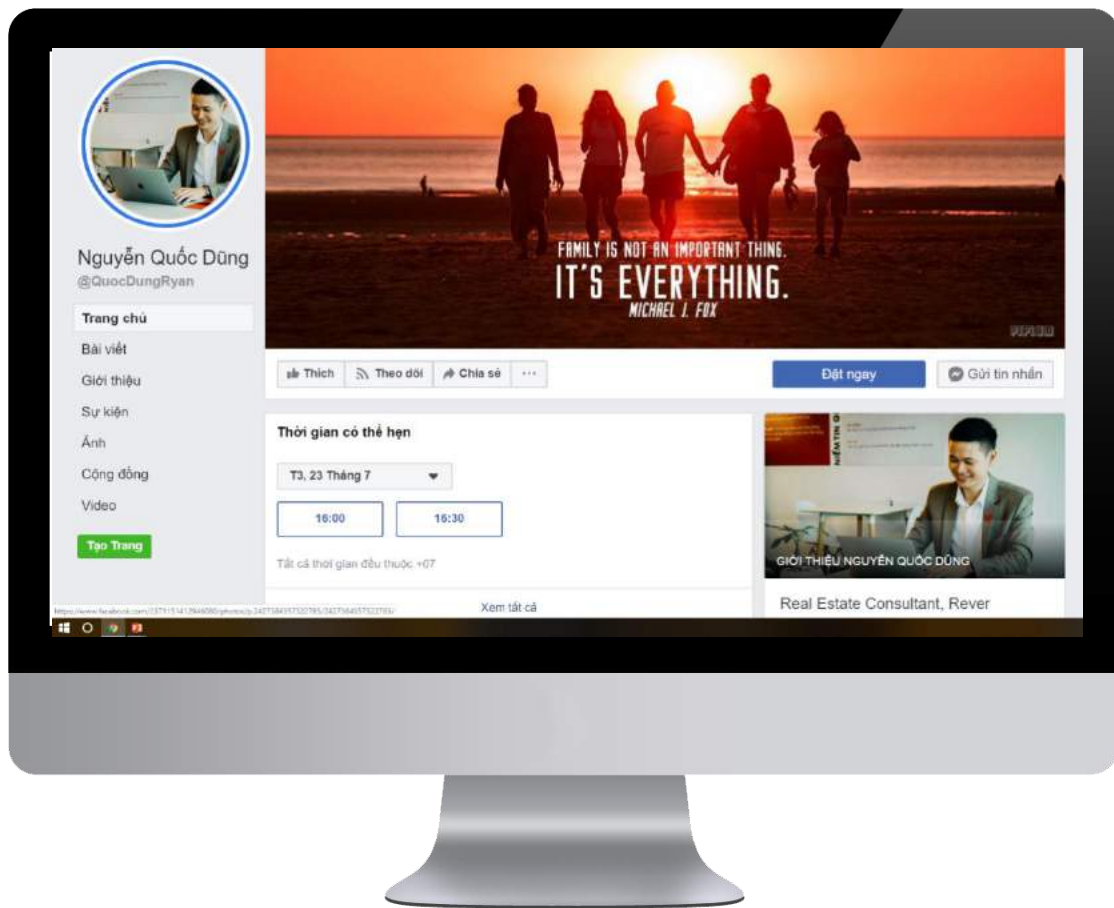 Nguyễn Quốc Dũng
@QuocDungRyan
Trang chủ
Bài viết
Giới thiệu
Sự kiện
Ảnh
Cộng đồng
Video
Tạo Trang
FAMILY IS NOT AN IMPORTANT THING.
IT'S EVERYTHING.
MICHAEL J. FOX
Thích
Theo dõi
Chia sẻ
Đặt ngay
Gửi tin nhắn
Thời gian có thể hẹn
T3, 23 Tháng 7
16:00
16:30
Tất cả thời gian đều thuộc +07
Xem tất cả
NIỀM TIN
GIỚI THIỆU NGUYỄN QUỐC DŨNG
Real Estate Consultant, Rever